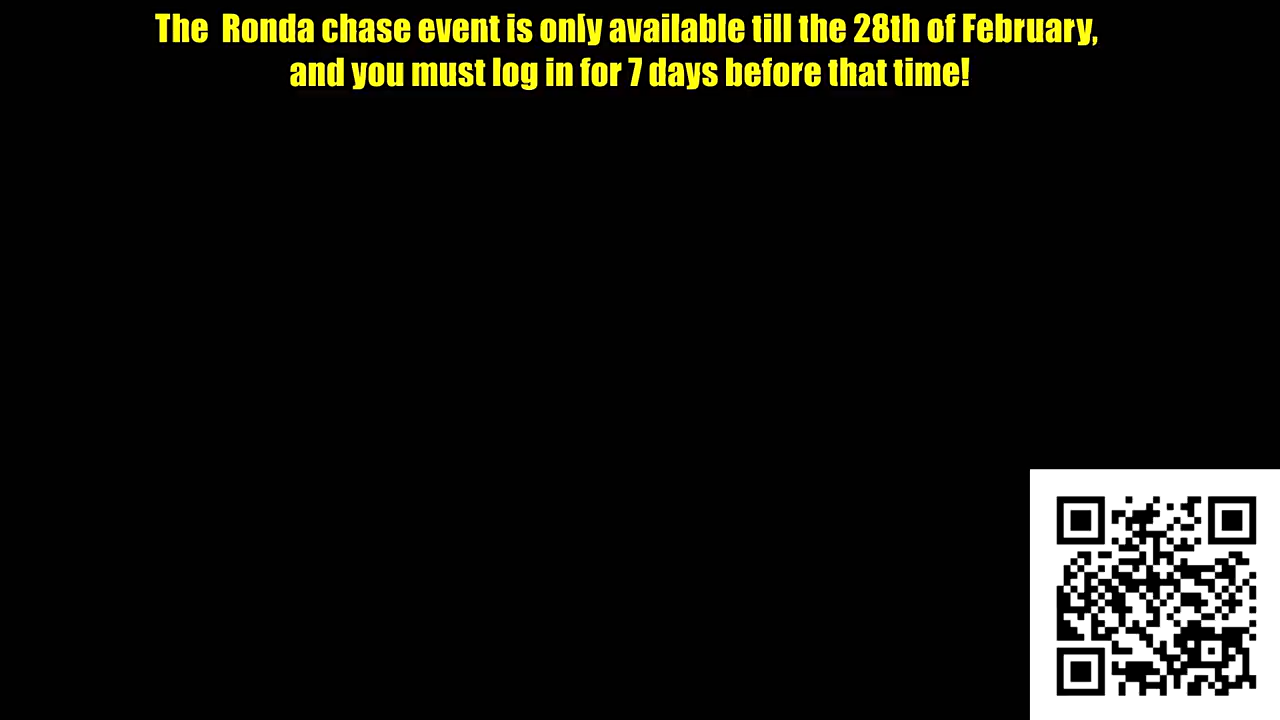 The  Ronda chase event is only available till the 28th of February,
and you must log in for 7 days before that time!